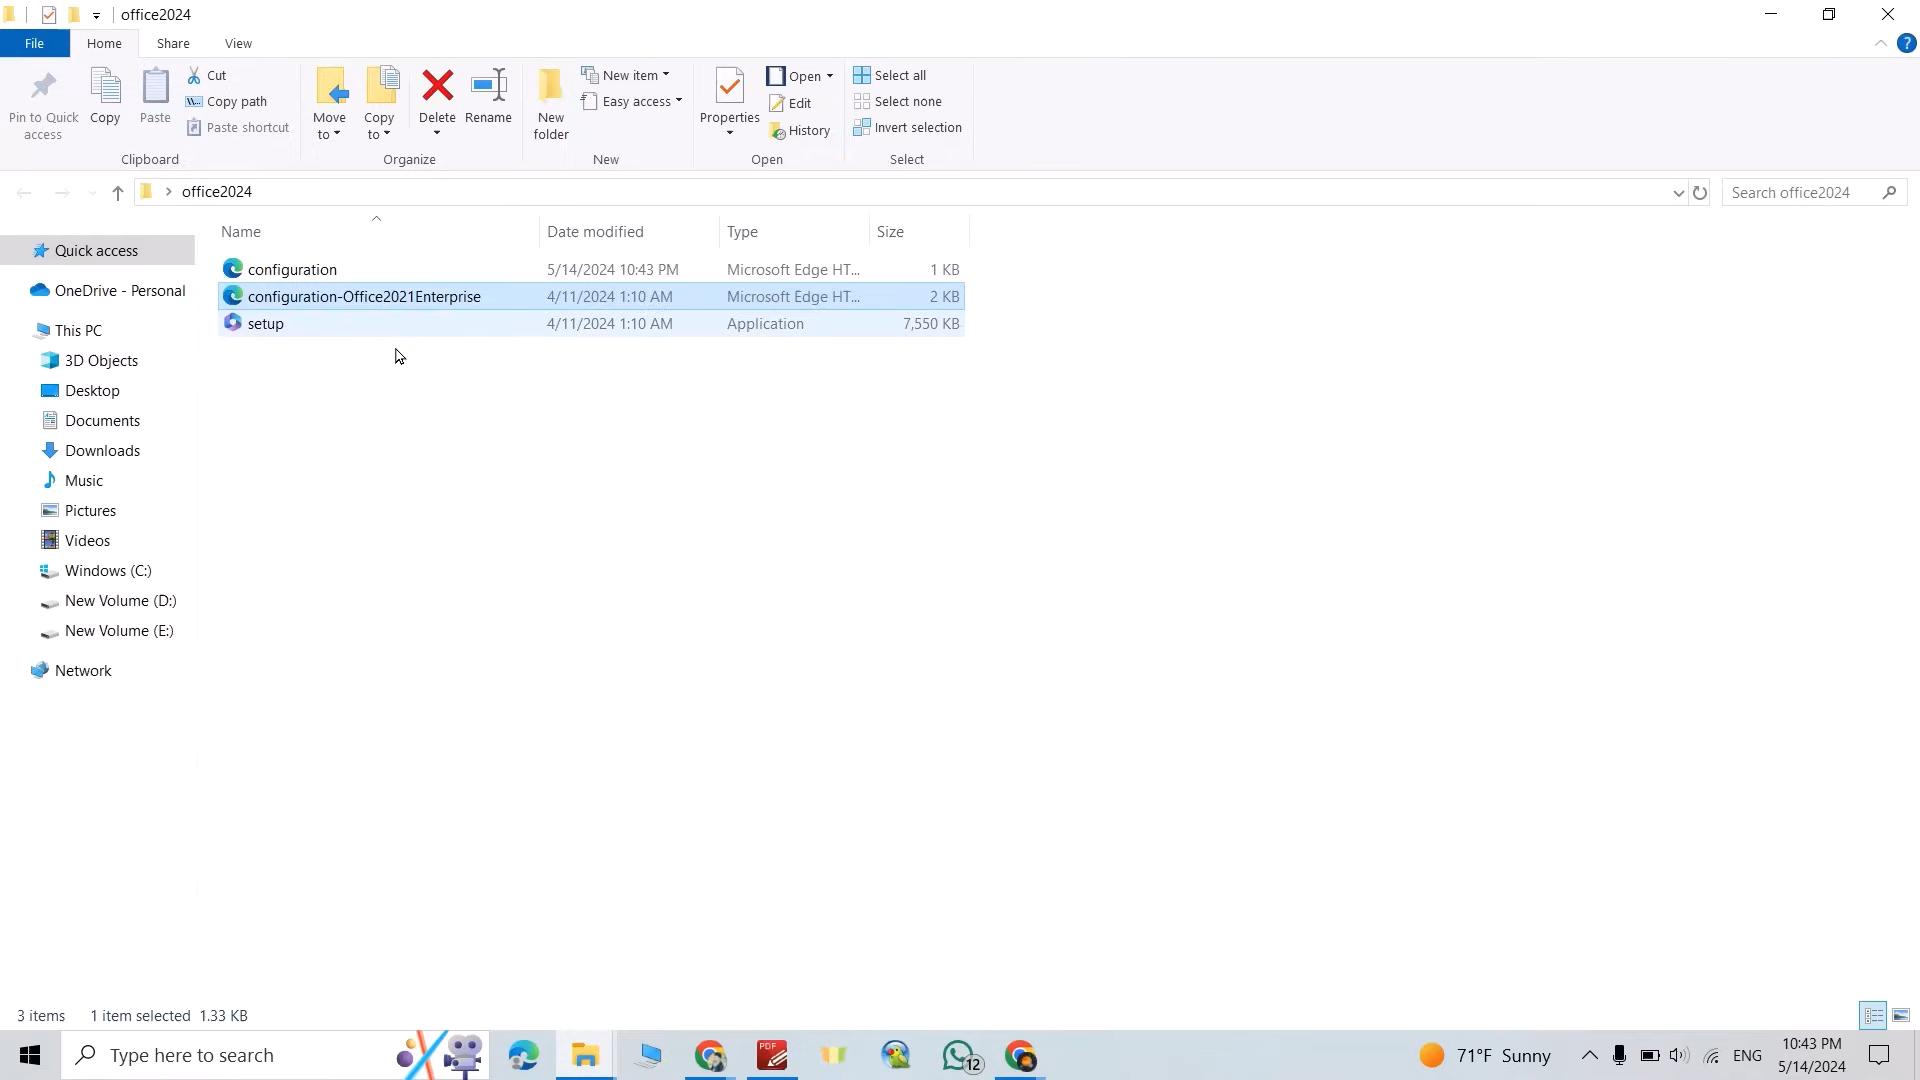 office2024
File Home Share View
Pin to Quick access
Copy
Paste
Cut
Copy path
Paste shortcut
Clipboard
Move to
Copy to
Delete
Rename
Organize
New folder
New item
Easy access
New
Properties
Open
Edit
History
Open
Select all
Select none
Invert selection
Select
office2024
Search office2024
Name Date modified Type Size
configuration 5/14/2024 10:43 PM Microsoft Edge HT... 1 KB
configuration-Office2021Enterprise 4/11/2024 1:10 AM Microsoft Edge HT... 2 KB
setup 4/11/2024 1:10 AM Application 7,550 KB
Quick access
OneDrive - Personal
This PC
3D Objects
Desktop
Documents
Downloads
Music
Pictures
Videos
Windows (C:)
New Volume (D:)
New Volume (E:)
Network
3 items 1 item selected 1.33 KB
Type here to search
PDF
12
71°F Sunny
ENG
10:43 PM
5/14/2024